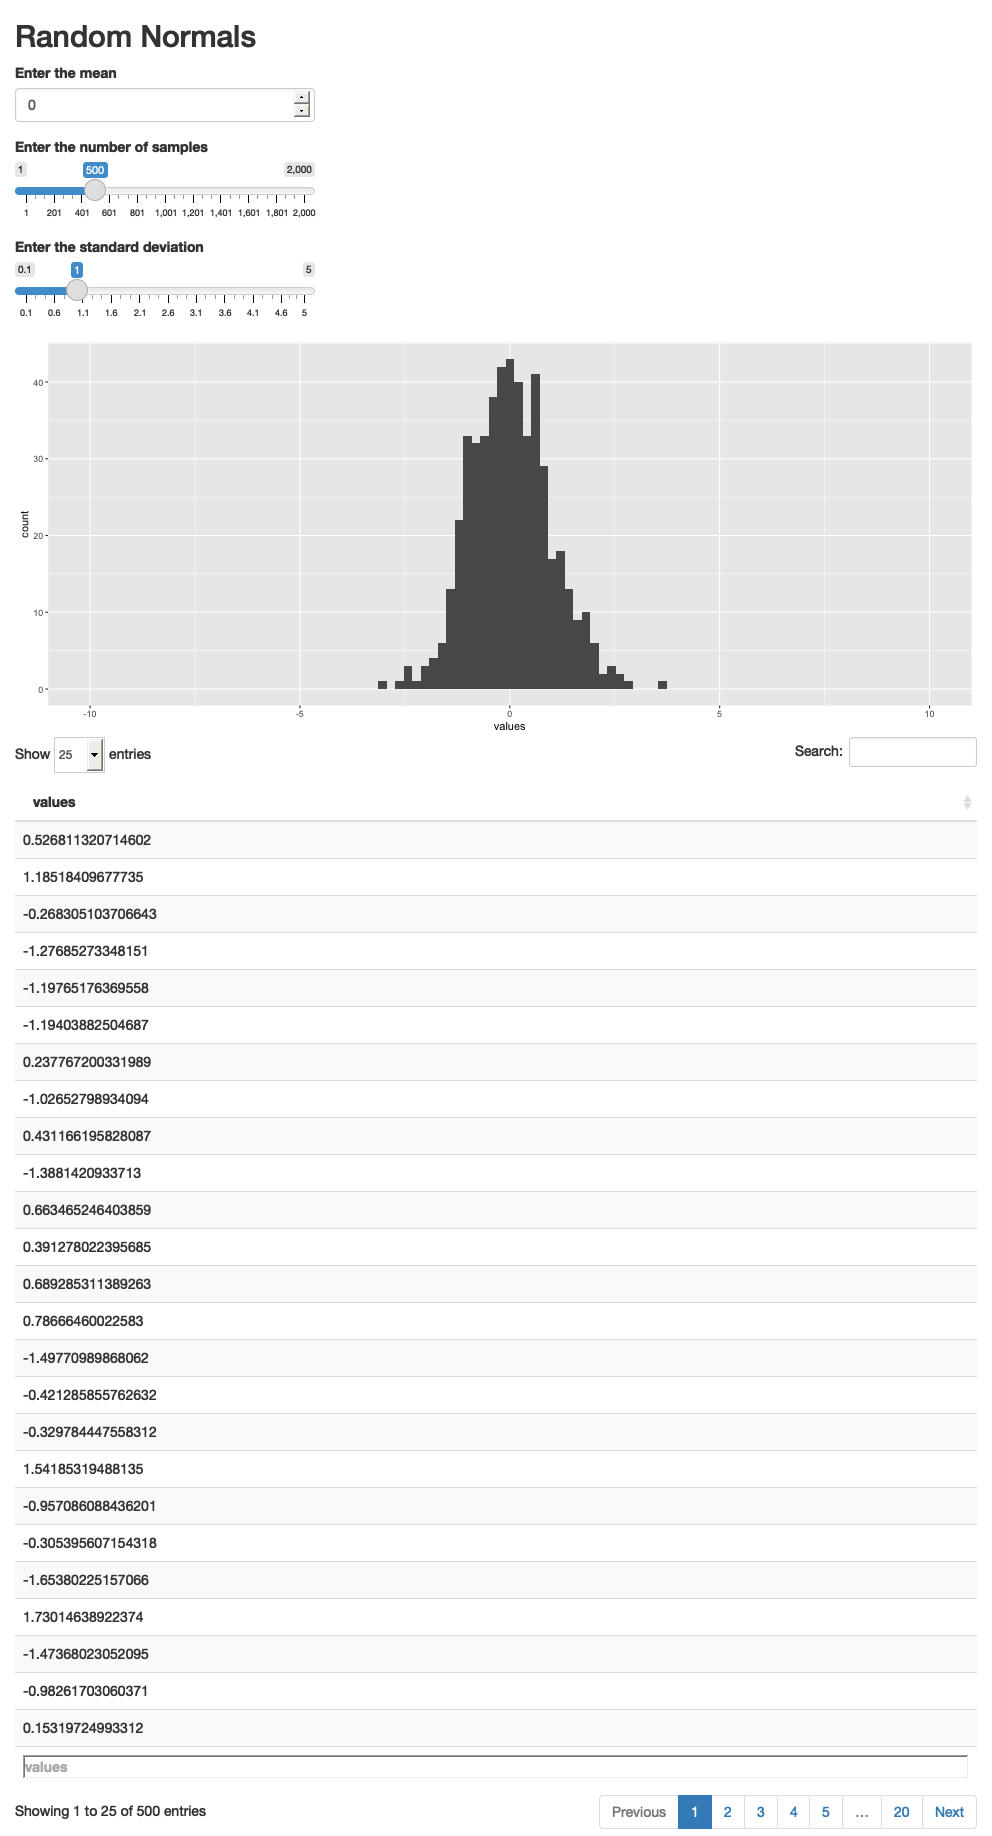 Random Normals
Enter the mean
0
Enter the number of samples
1 500 2,000
1 201 401 601 801 1,001 1,201 1,401 1,601 1,801 2,000
Enter the standard deviation
0.1 1 5
0.1 0.6 1.1 1.6 2.1 2.6 3.1 3.6 4.1 4.6 5
40
30
count
20
10
0
-10 -5 0 5 10
values
Show 25 entries Search:
values
0.526811320714602
1.18518409677735
-0.268305103706643
-1.27685273348151
-1.19765176369558
-1.19403882504687
0.237767200331989
-1.02652798934094
0.431166195828087
-1.3881420933713
0.663465246403859
0.391278022395685
0.689285311389263
0.78666460022583
-1.49770989868062
-0.421285855762632
-0.329784447558312
1.54185319488135
-0.957086088436201
-0.305395607154318
-1.65380225157066
1.73014638922374
-1.47368023052095
-0.98261703060371
0.15319724993312
values
Showing 1 to 25 of 500 entries Previous 1 2 3 4 5 … 20 Next